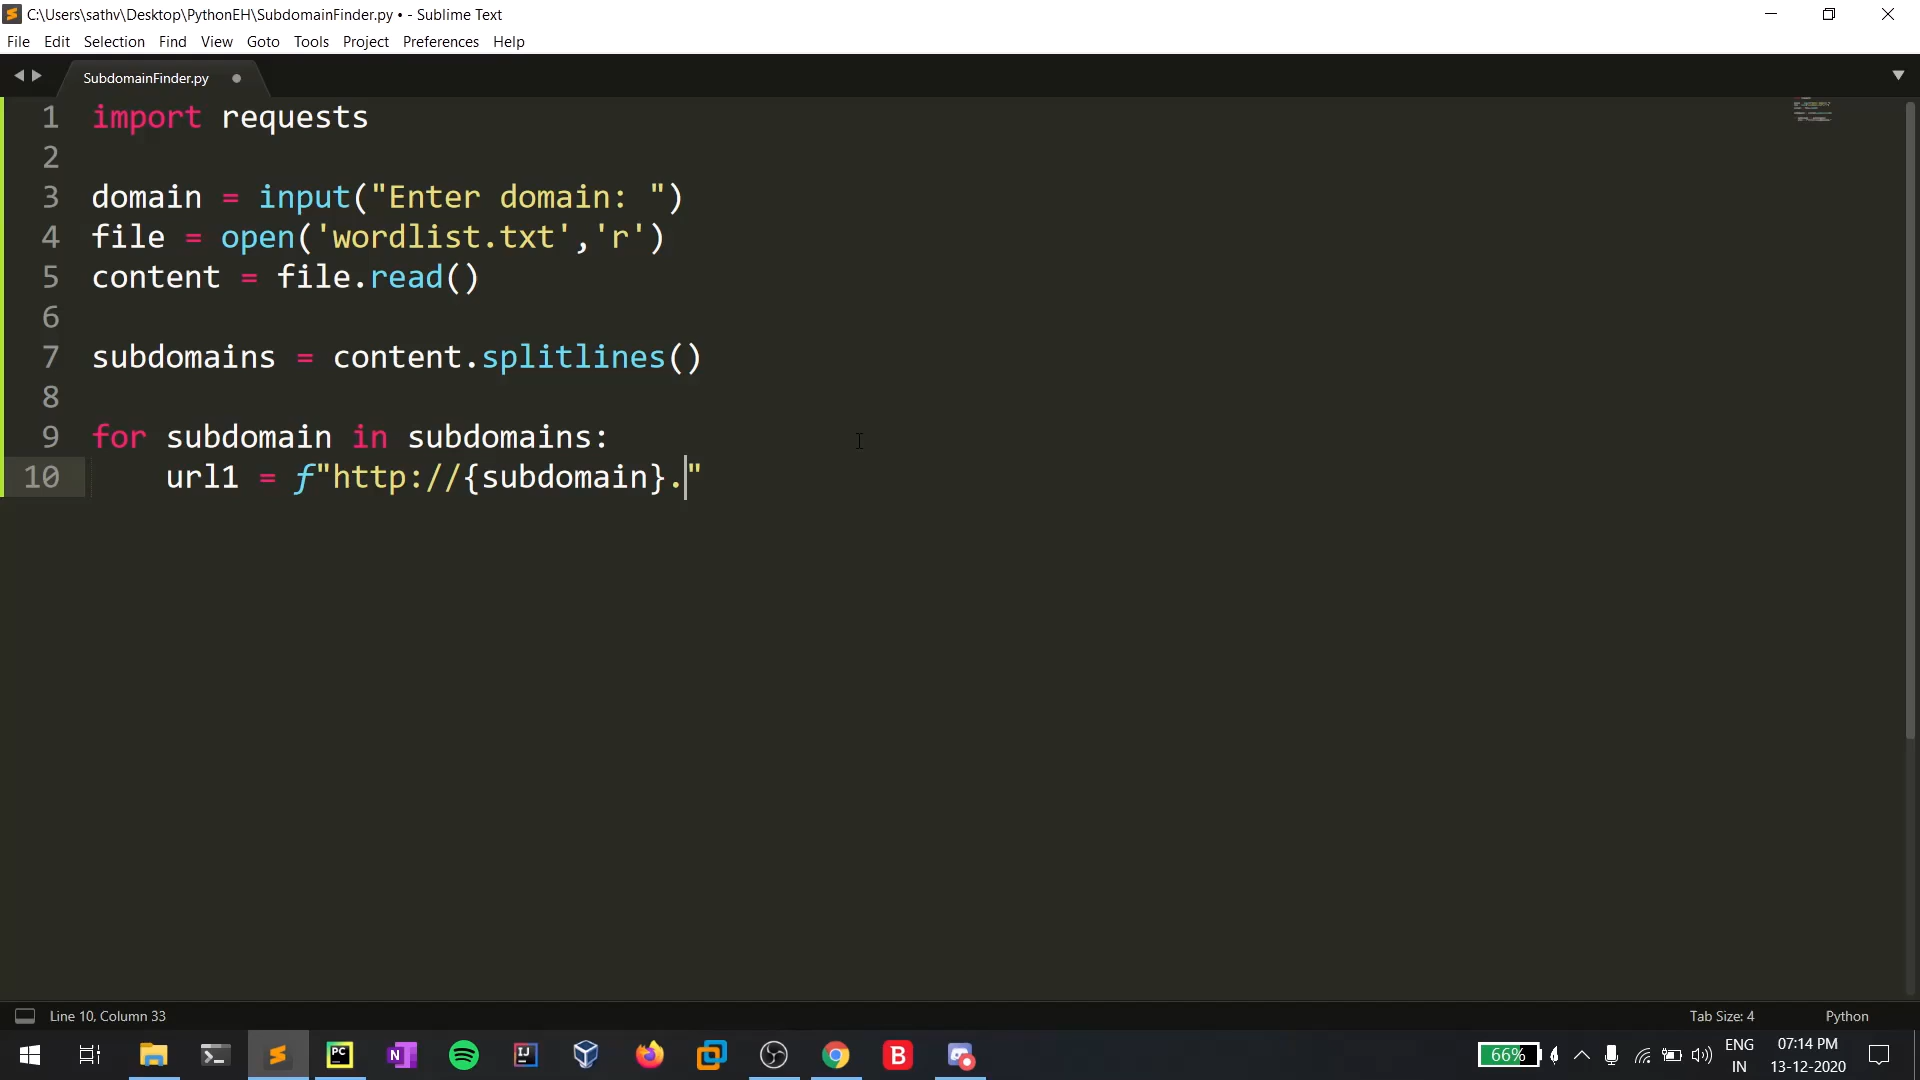 C:\Users\sathv\Desktop\PythonEH\SubdomainFinder.py • - Sublime Text
File Edit Selection Find View Goto Tools Project Preferences Help
SubdomainFinder.py
1 import requests
2
3 domain = input("Enter domain: ")
4 file = open('wordlist.txt','r')
5 content = file.read()
6
7 subdomains = content.splitlines()
8
9 for subdomain in subdomains:
10 url1 = f"http://{subdomain}."
Line 10, Column 33 Tab Size: 4 Python
PC N IJ B 66% ENG IN 07:14 PM 13-12-2020